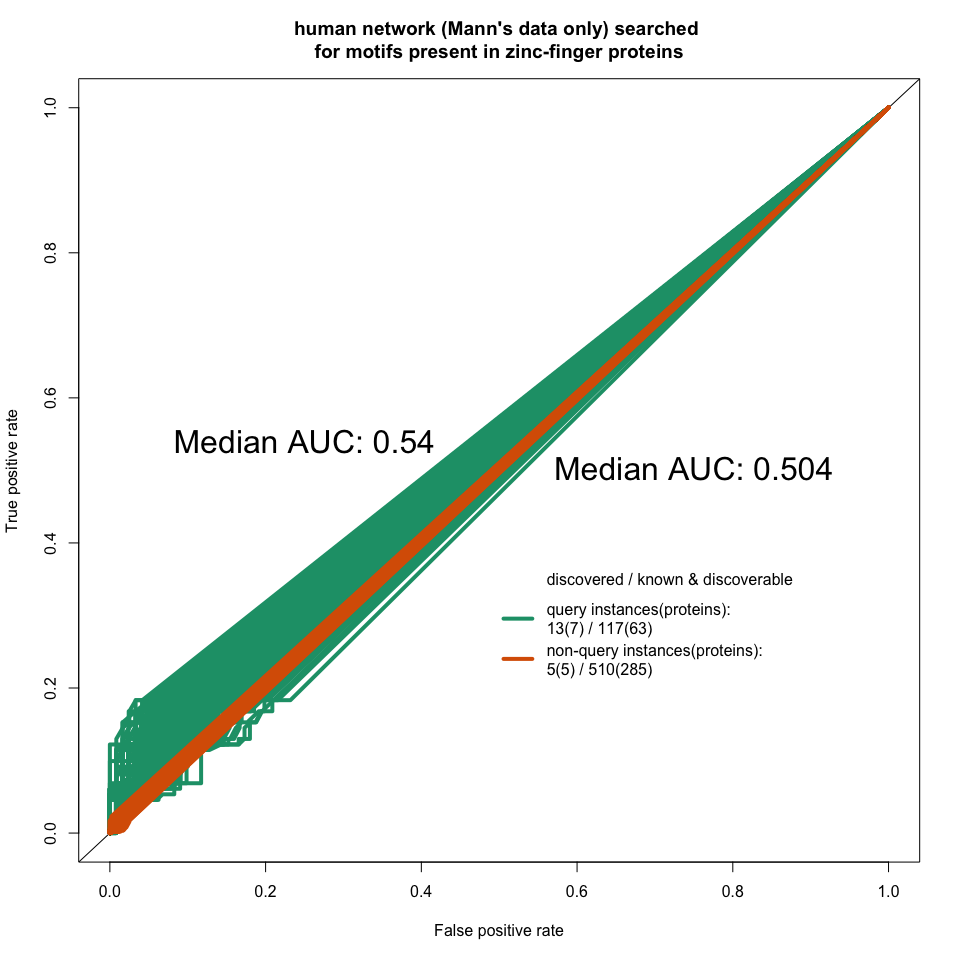 human network (Mann's data only) searched
for motifs present in zinc-finger proteins
True positive rate
1.0
0.8
0.6
0.4
0.2
0.0
Median AUC: 0.54
Median AUC: 0.504
discovered / known & discoverable
query instances(proteins):
13(7) / 117(63)
non-query instances(proteins):
5(5) / 510(285)
0.0 0.2 0.4 0.6 0.8 1.0
False positive rate